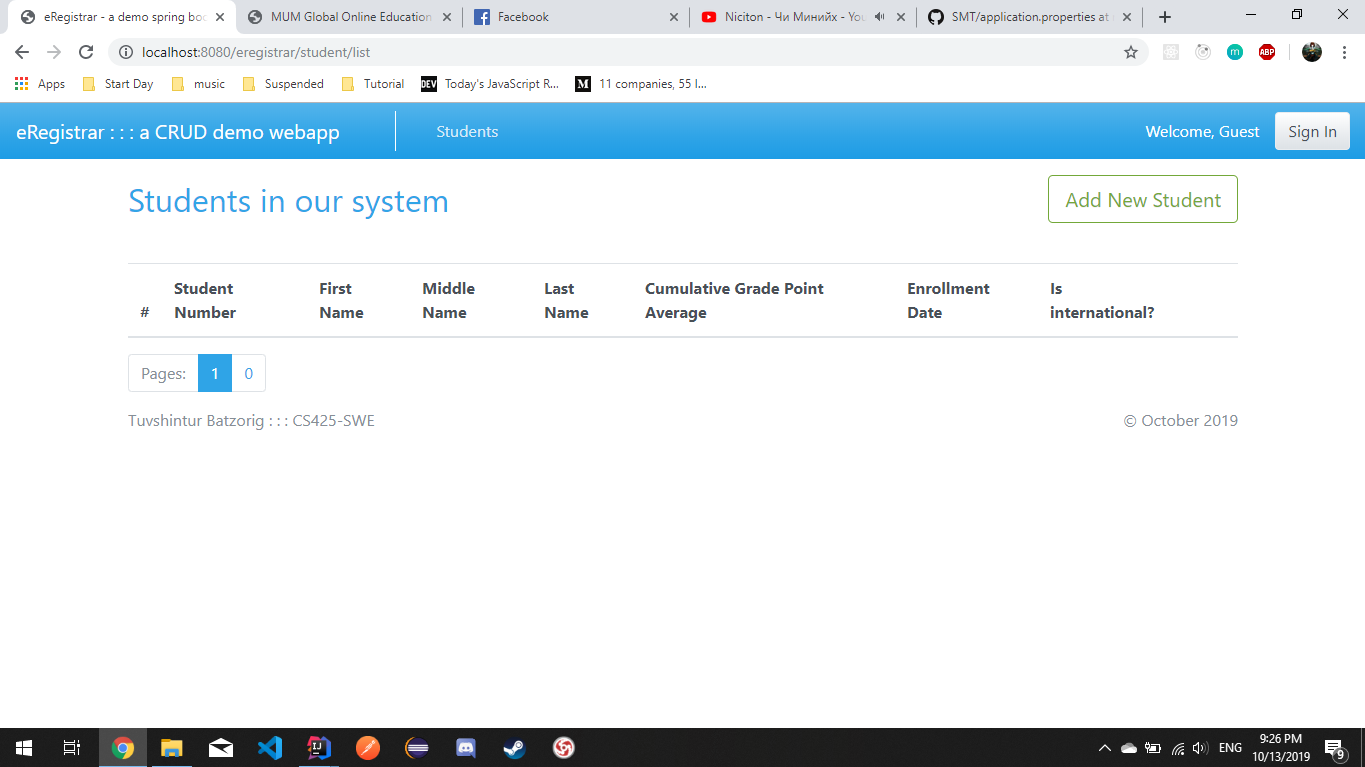 eRegistrar - a demo spring boo
MUM Global Online Education
Facebook
Niciton - Чи Минийх - You
SMT/application.properties at
localhost:8080/eregistrar/student/list
ABP
Apps
Start Day
music
Suspended
Tutorial
DEV Today's JavaScript R...
M 11 companies, 55 l...
eRegistrar : : : a CRUD demo webapp
Students
Welcome, Guest
Sign In
Students in our system
Add New Student
#
Student
Number
First
Name
Middle
Name
Last
Name
Cumulative Grade Point
Average
Enrollment
Date
Is
international?
Pages: 1 0
Tuvshintur Batzorig : : : CS425-SWE
© October 2019
ENG
9:26 PM
10/13/2019
9